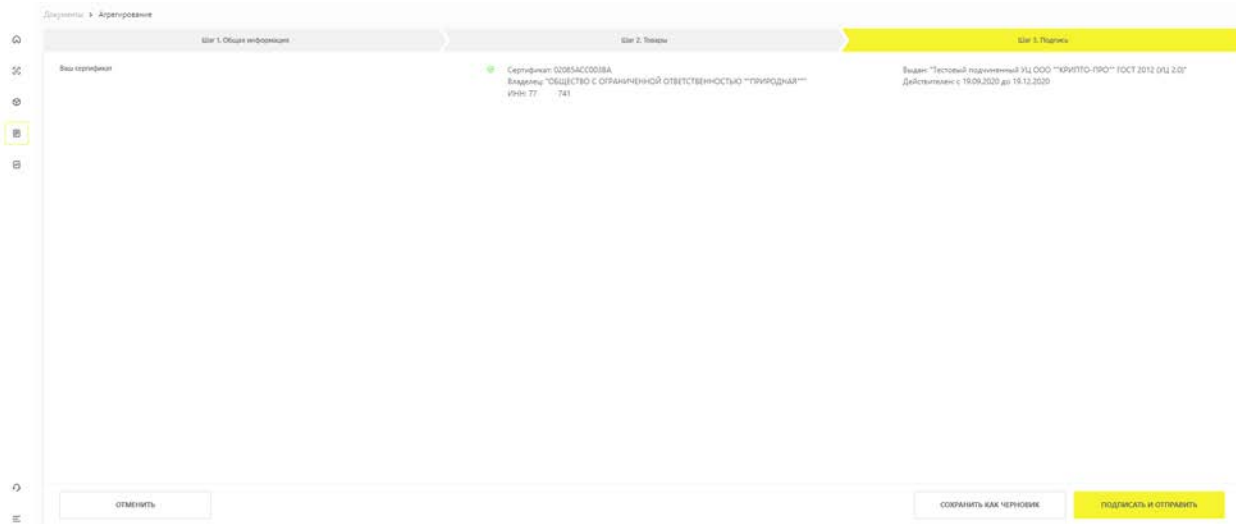 Документы > Агрегирование
Шаг 1. Общая информация
Шаг 2. Товары
Шаг 3. Подпись
Ваш сертификат
Сертификат: 02085ACC003BA
Владелец: "ОБЩЕСТВО С ОГРАНИЧЕННОЙ ОТВЕТСТВЕННОСТЬЮ ""ПРИРОДНАЯ"""
ИНН: 77 741
Выдан: "Тестовый подчиненный УЦ ООО ""КРИПТО-ПРО"" ГОСТ 2012 (УЦ 2.0)"
Действителен: с 19.09.2020 до 19.12.2020
ОТМЕНИТЬ
СОХРАНИТЬ КАК ЧЕРНОВИК
ПОДПИСАТЬ И ОТПРАВИТЬ